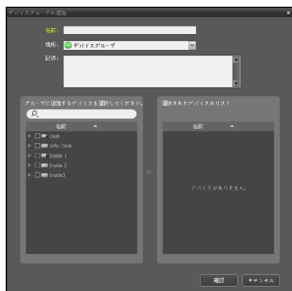 デバイスグループの追加
名前:
場所:
デバイスグループ
記述:
グループに追加するデバイスを選択してください。
名前
Desk
Info. Desk
Inside 1
Inside 2
Inside3
選択されたデバイスのリスト
名前
デバイスがありません。
確認
キャンセル